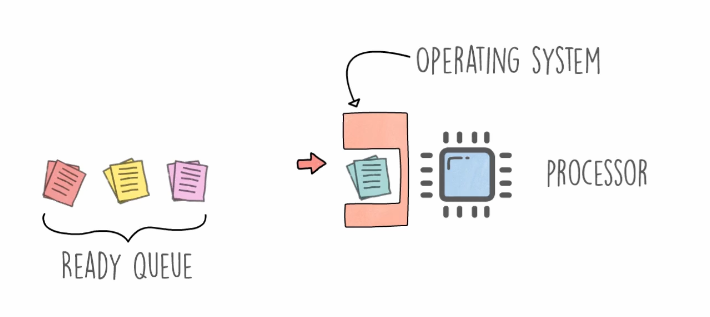 OPERATING SYSTEM
PROCESSOR
READY QUEUE